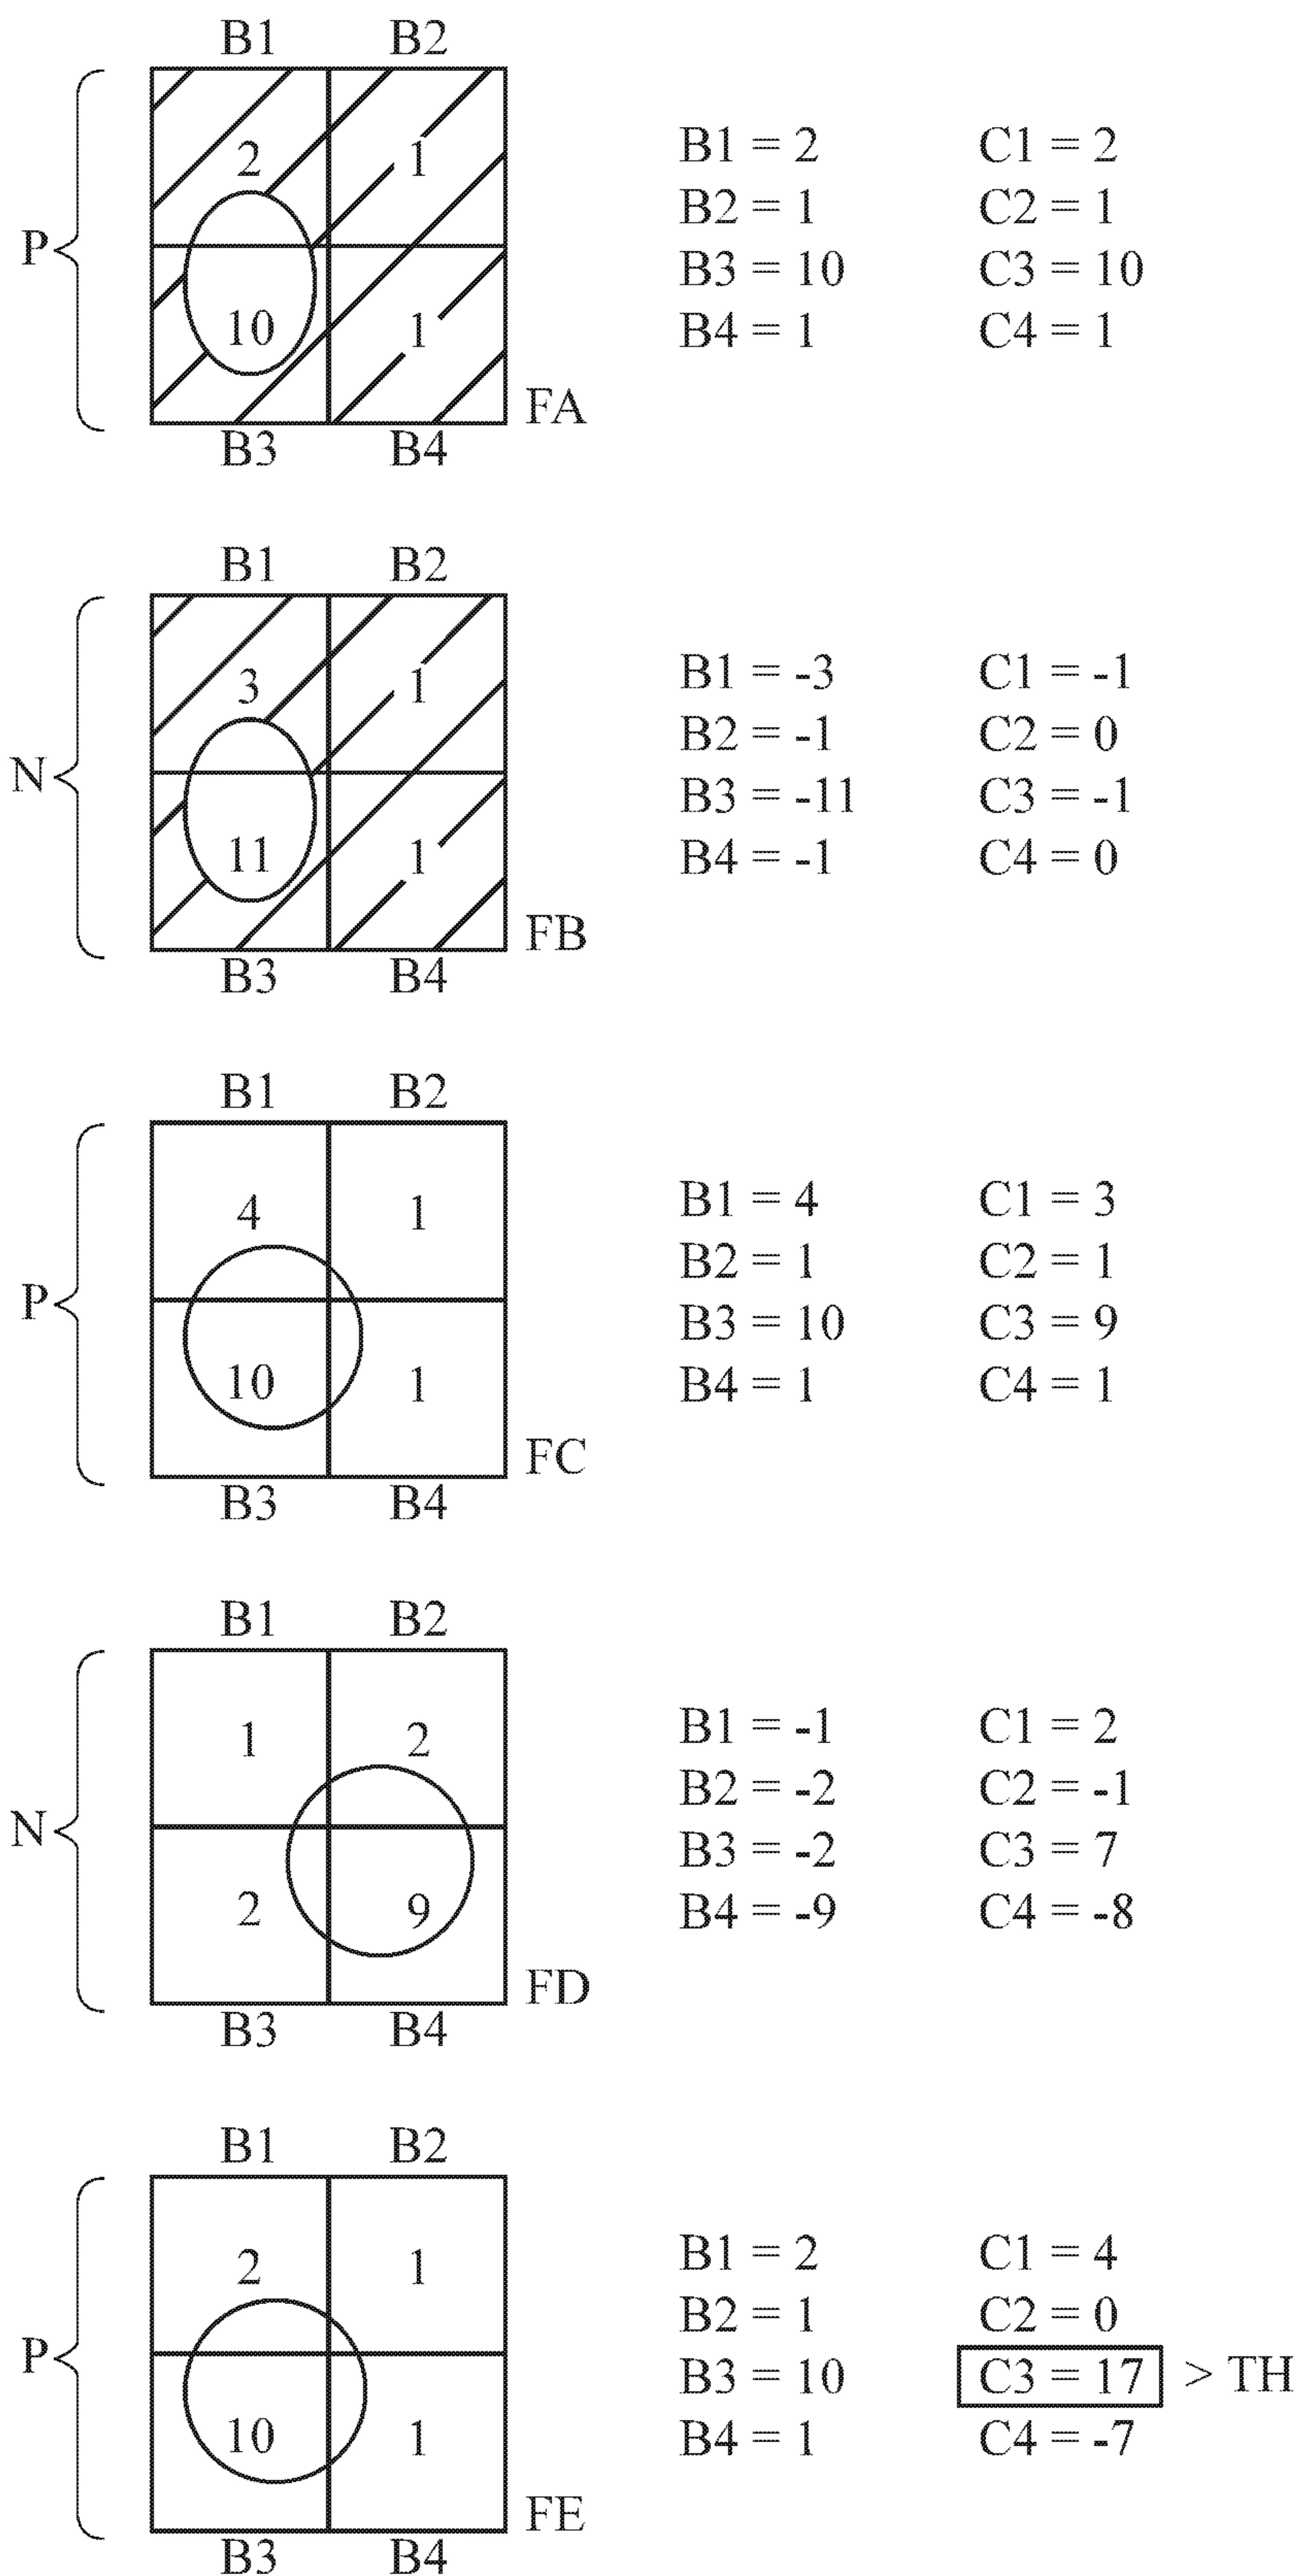 B1 B2
P
2 1
10 1
FA
B3 B4
B1 = 2 C1 = 2
B2 = 1 C2 = 1
B3 = 10 C3 = 10
B4 = 1 C4 = 1
B1 B2
N
3 1
11 1
FB
B3 B4
B1 = -3 C1 = -1
B2 = -1 C2 = 0
B3 = -11 C3 = -1
B4 = -1 C4 = 0
B1 B2
P
4 1
10 1
FC
B3 B4
B1 = 4 C1 = 3
B2 = 1 C2 = 1
B3 = 10 C3 = 9
B4 = 1 C4 = 1
B1 B2
N
1 2
2 9
FD
B3 B4
B1 = -1 C1 = 2
B2 = -2 C2 = -1
B3 = -2 C3 = 7
B4 = -9 C4 = -8
B1 B2
P
2 1
10 1
FE
B3 B4
B1 = 2 C1 = 4
B2 = 1 C2 = 0
B3 = 10 C3 = 17 > TH
B4 = 1 C4 = -7